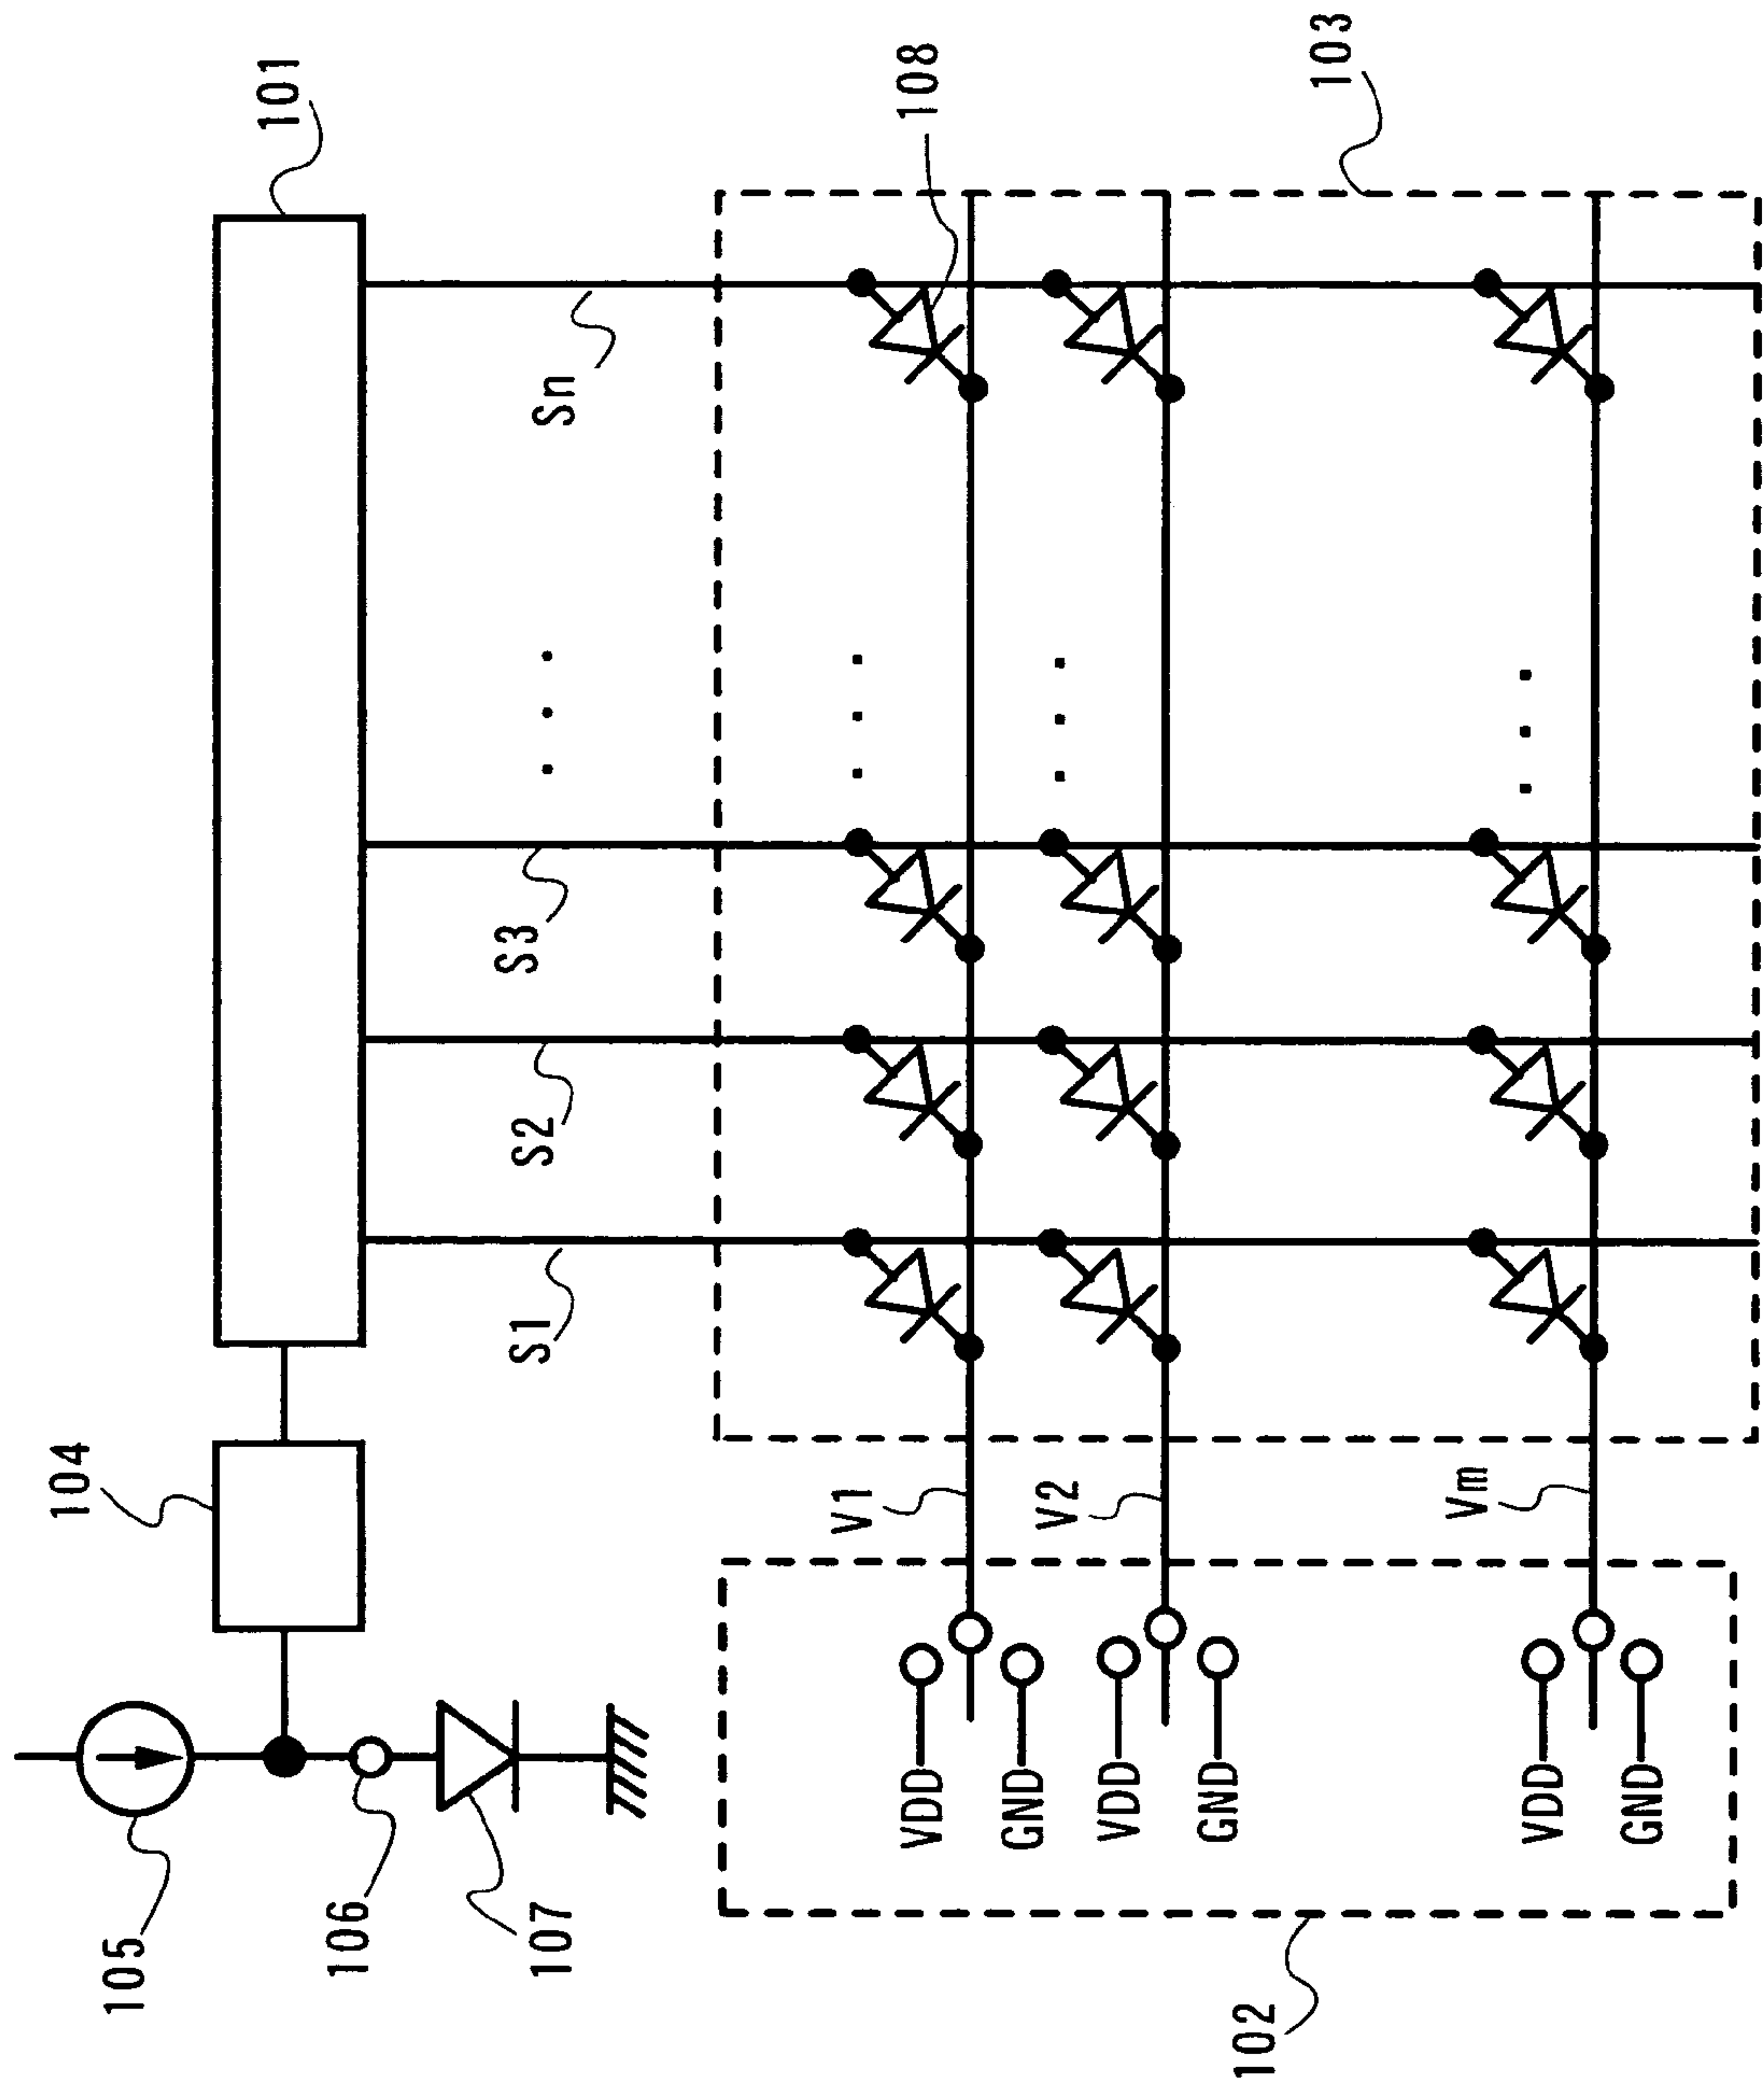 101
104
105
106
107
S1
S2
S3
Sn
108
103
V1
V2
Vm
VDD
GND
VDD
GND
VDD
GND
102